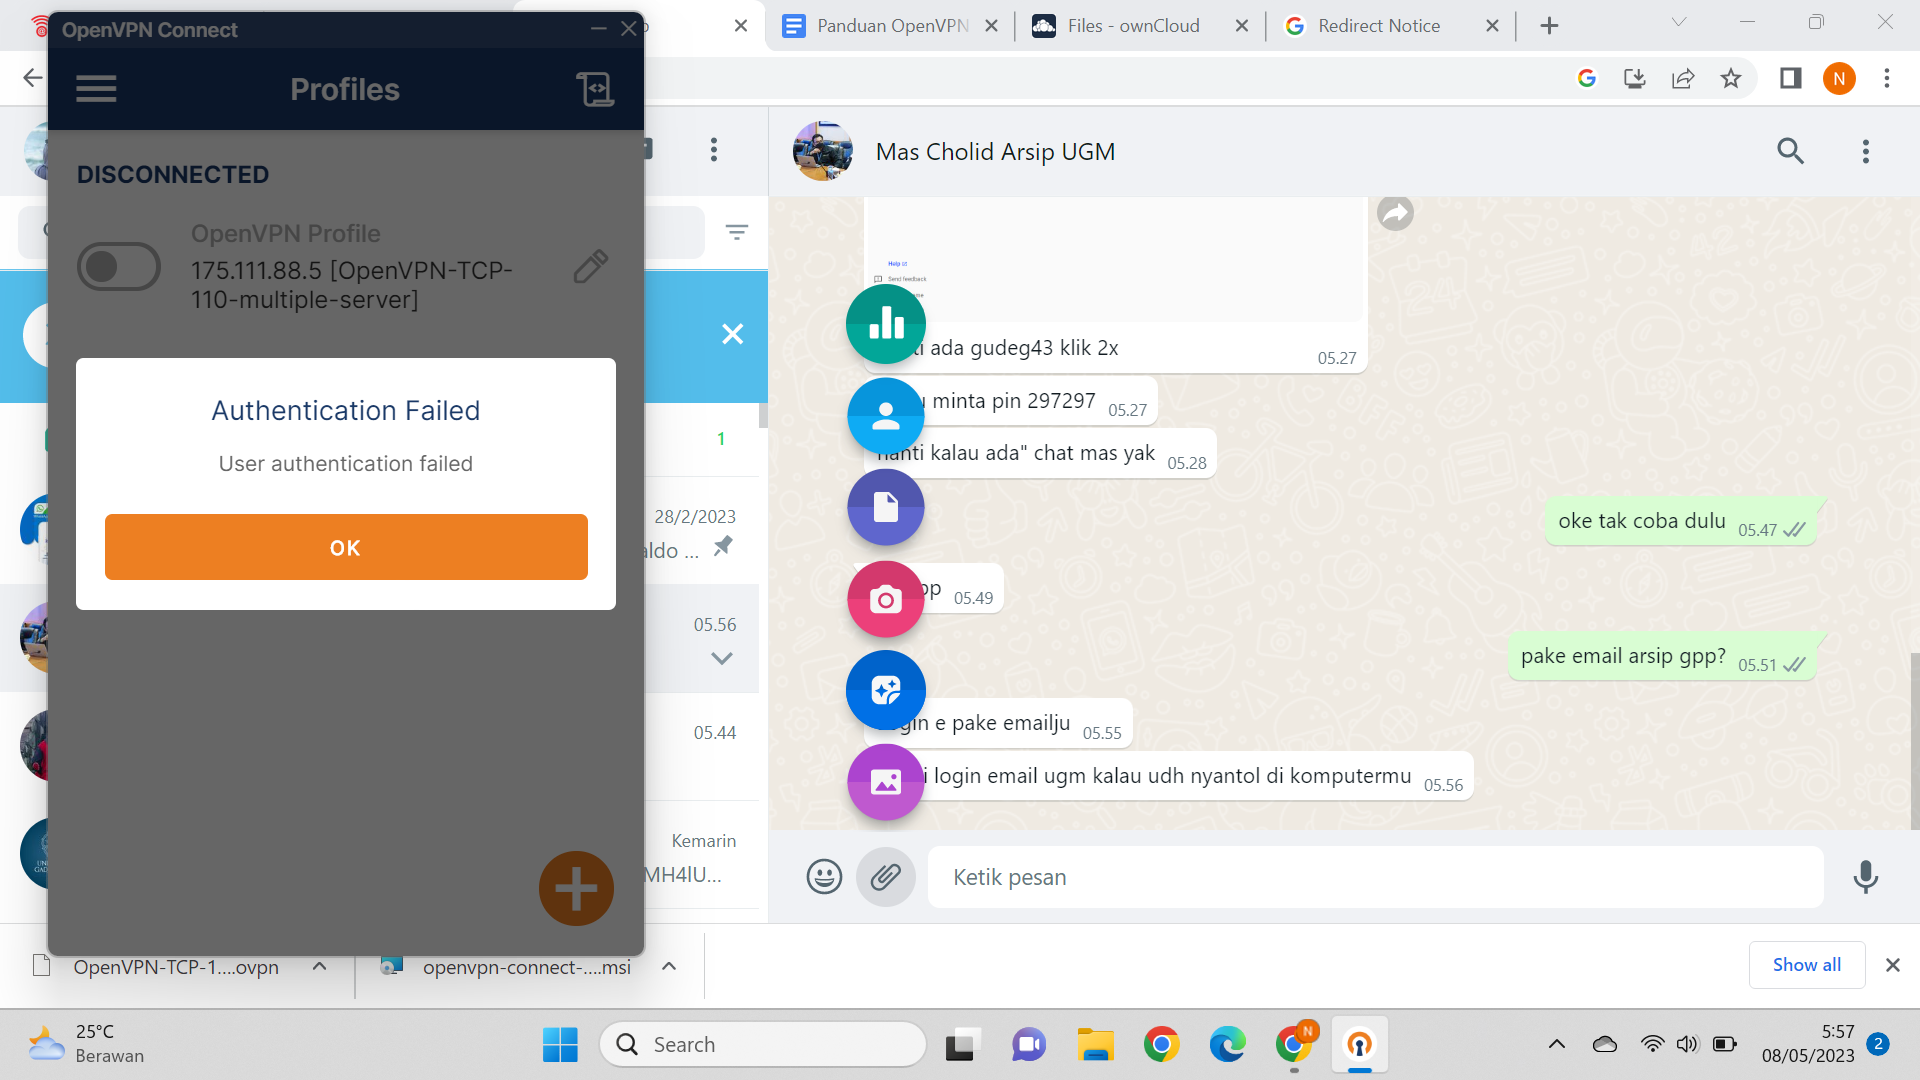 OpenVPN Connect
Panduan OpenVPN
Files - ownCloud
Redirect Notice
Profiles
N
DISCONNECTED
Mas Cholid Arsip UGM
OpenVPN Profile
175.111.88.5 [OpenVPN-TCP-
110-multiple-server]
Help
Send feedback
ada gudeg43 klik 2x
05.27
Authentication Failed
User authentication failed
OK
minta pin 297297 05.27
1
nanti kalau ada" chat mas yak 05.28
28/2/2023
oke tak coba dulu 05.47
05.49
05.56
pake email arsip gpp? 05.51
05.44
e pake emailju 05.55
login email ugm kalau udh nyantol di komputermu 05.56
Kemarin
MH4lU...
Ketik pesan
OpenVPN-TCP-1....ovpn
openvpn-connect-....msi
Show all
25°C
Berawan
Search
N
5:57
08/05/2023
2